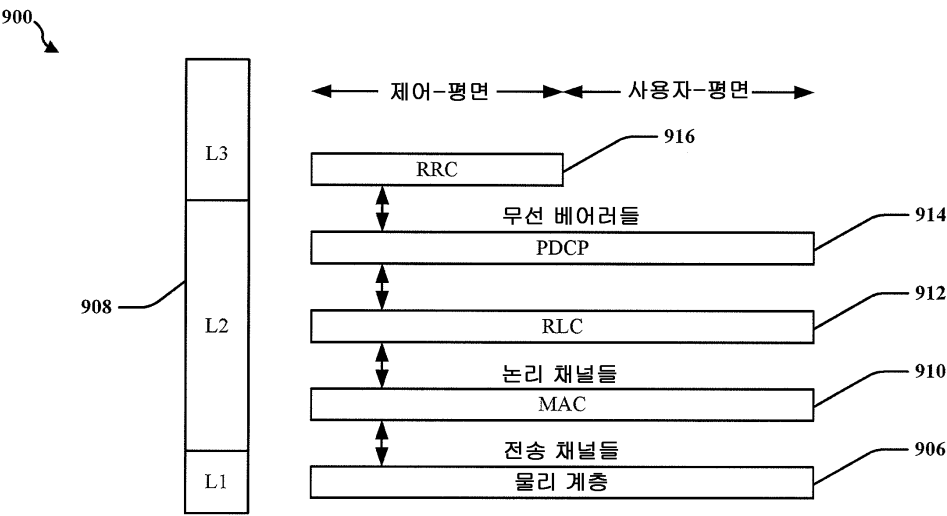 900
제어-평면
사용자-평면
L3
RRC
916
무선 베어러들
914
PDCP
908
L2
912
RLC
논리 채널들
910
MAC
전송 채널들
906
L1
물리 계층